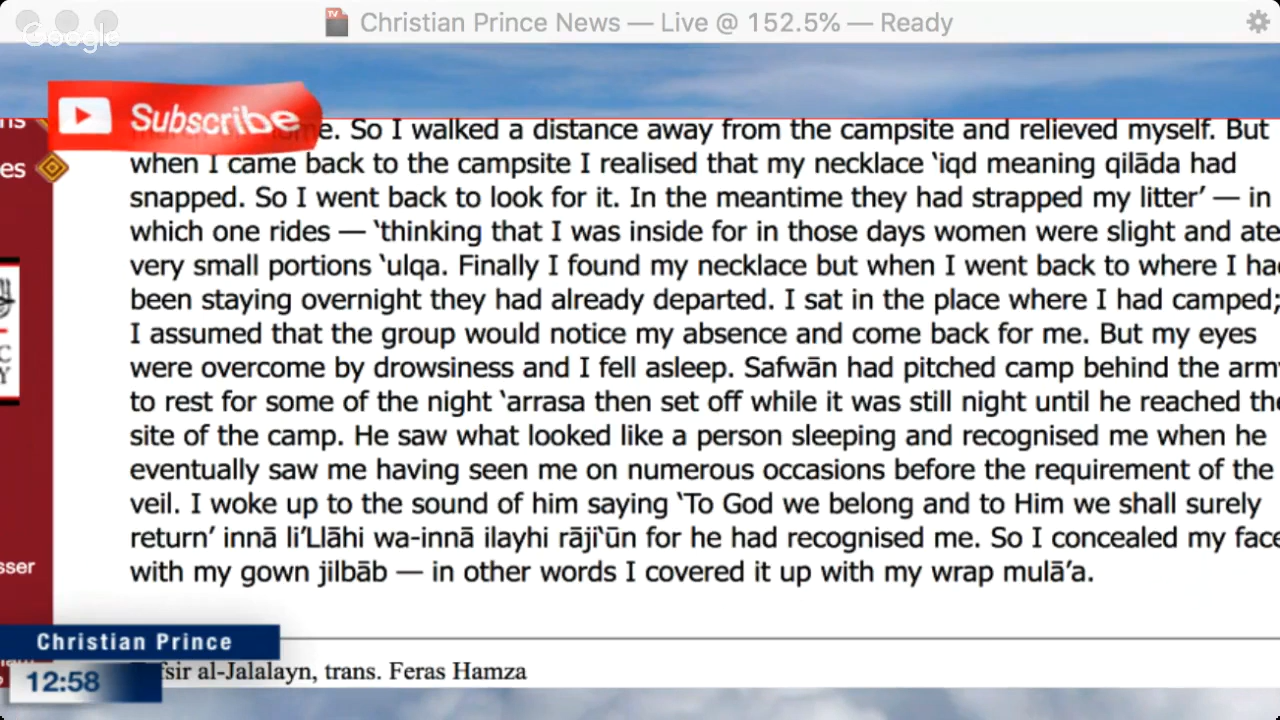 Christian Prince News — Live @ 152.5% — Ready
Google
Subscribe
me. So I walked a distance away from the campsite and relieved myself. But
es
when I came back to the campsite I realised that my necklace ‘iqd meaning qilāda had
snapped. So I went back to look for it. In the meantime they had strapped my litter’ — in
which one rides — ‘thinking that I was inside for in those days women were slight and ate
very small portions ‘ulqa. Finally I found my necklace but when I went back to where I ha
been staying overnight they had already departed. I sat in the place where I had camped;
I assumed that the group would notice my absence and come back for me. But my eyes
C
Y
were overcome by drowsiness and I fell asleep. Safwān had pitched camp behind the arm
to rest for some of the night ‘arrasa then set off while it was still night until he reached the
site of the camp. He saw what looked like a person sleeping and recognised me when he
eventually saw me having seen me on numerous occasions before the requirement of the
veil. I woke up to the sound of him saying ‘To God we belong and to Him we shall surely
return’ innā li’Llāhi wa-innā ilayhi rāji‘ūn for he had recognised me. So I concealed my face
sser
with my gown jilbāb — in other words I covered it up with my wrap mulā’a.
Christian Prince
fsir al-Jalalayn, trans. Feras Hamza
12:58